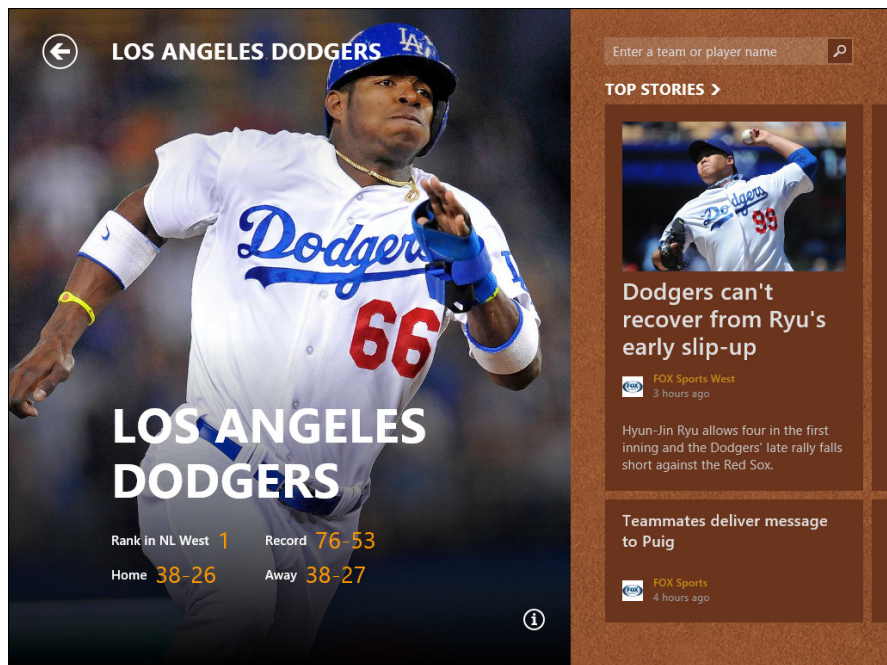 LOS ANGELES DODGERS
LA
Dodgers
66
LOS ANGELES
DODGERS
Rank in NL West 1
Record 76-53
Home 38-26
Away 38-27
Enter a team or player name
TOP STORIES
Dodgers
99
Dodgers can't
recover from Ryu's
early slip-up
FOX
FOX Sports West
3 hours ago
Hyun-Jin Ryu allows four in the first
inning and the Dodgers' late rally falls
short against the Red Sox.
Teammates deliver message
to Puig
FOX
FOX Sports
4 hours ago